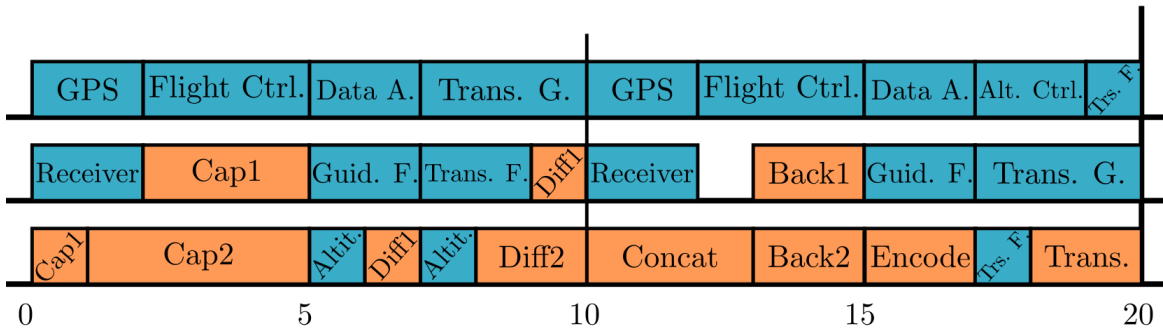 GPS Flight Ctrl. Data A. Trans. G. GPS Flight Ctrl. Data A. Alt. Ctrl. Trs. F.
Receiver Cap1 Guid. F. Trans. F. Diff1 Receiver Back1 Guid. F. Trans. G.
Cap1 Cap2 Altit. Diff1 Altit. Diff2 Concat Back2 Encode Trs. F. Trans.
0 5 10 15 20